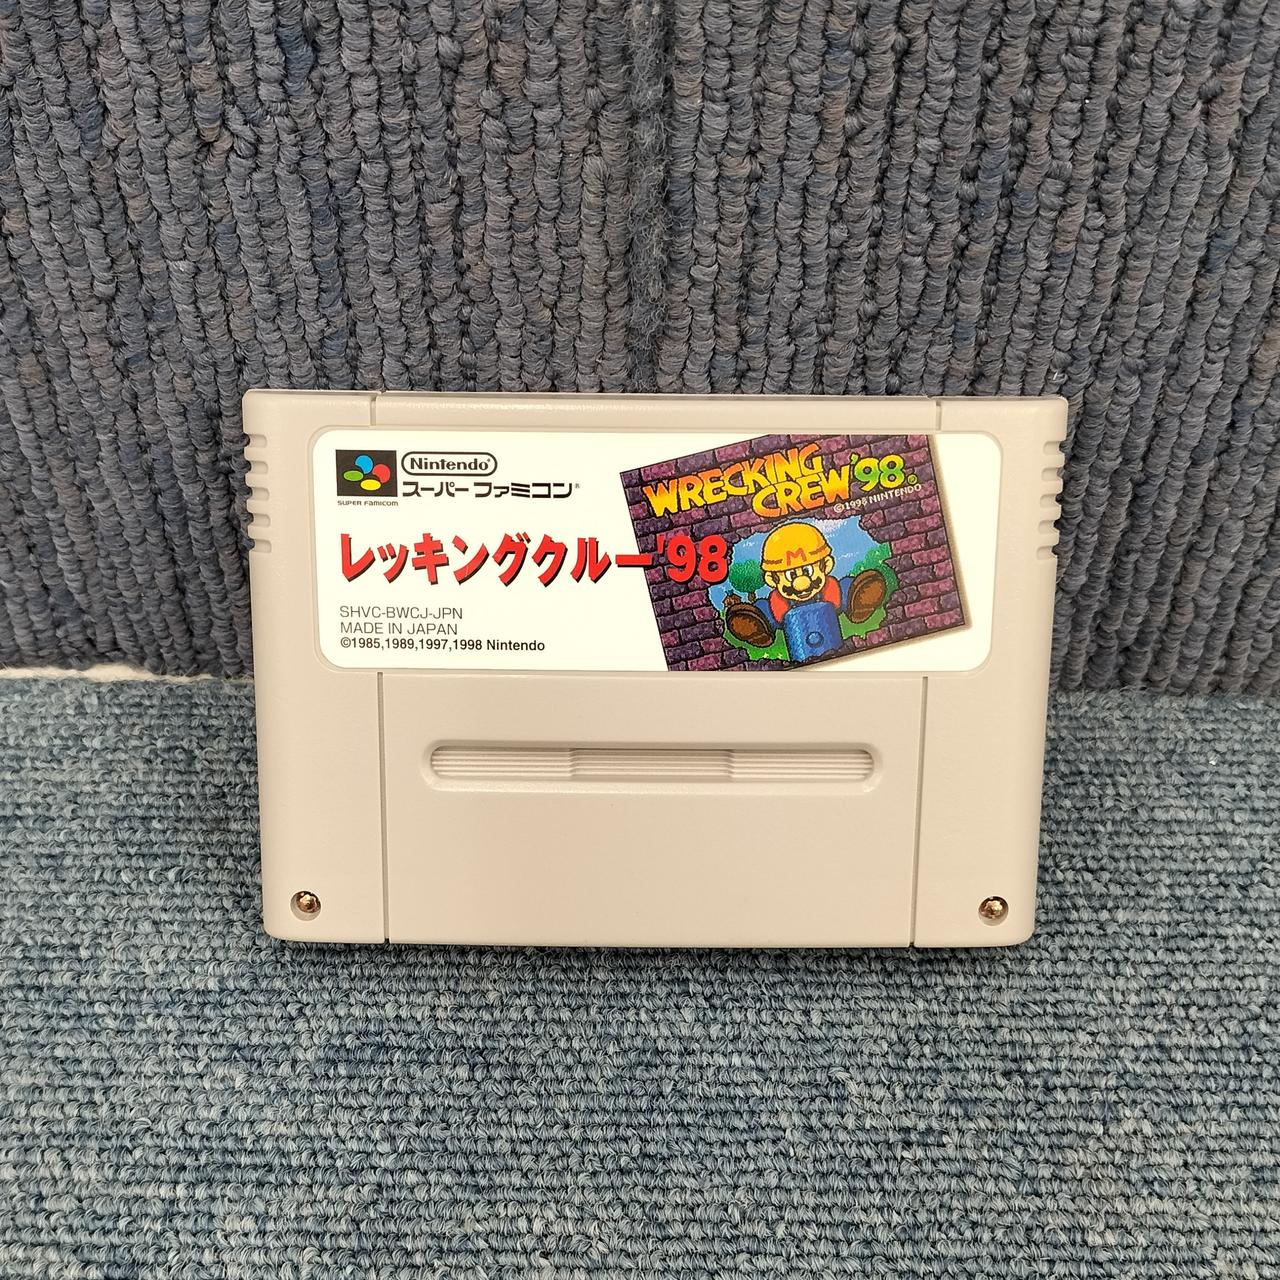 Nintendo
スーパーファミコン®
SUPER FAMICOM
レッキングクルー'98
SHVC-BWCJ-JPN
MADE IN JAPAN
©1985,1989,1997,1998 Nintendo
WRECKING
CREW'98®
©1998 NINTENDO
M